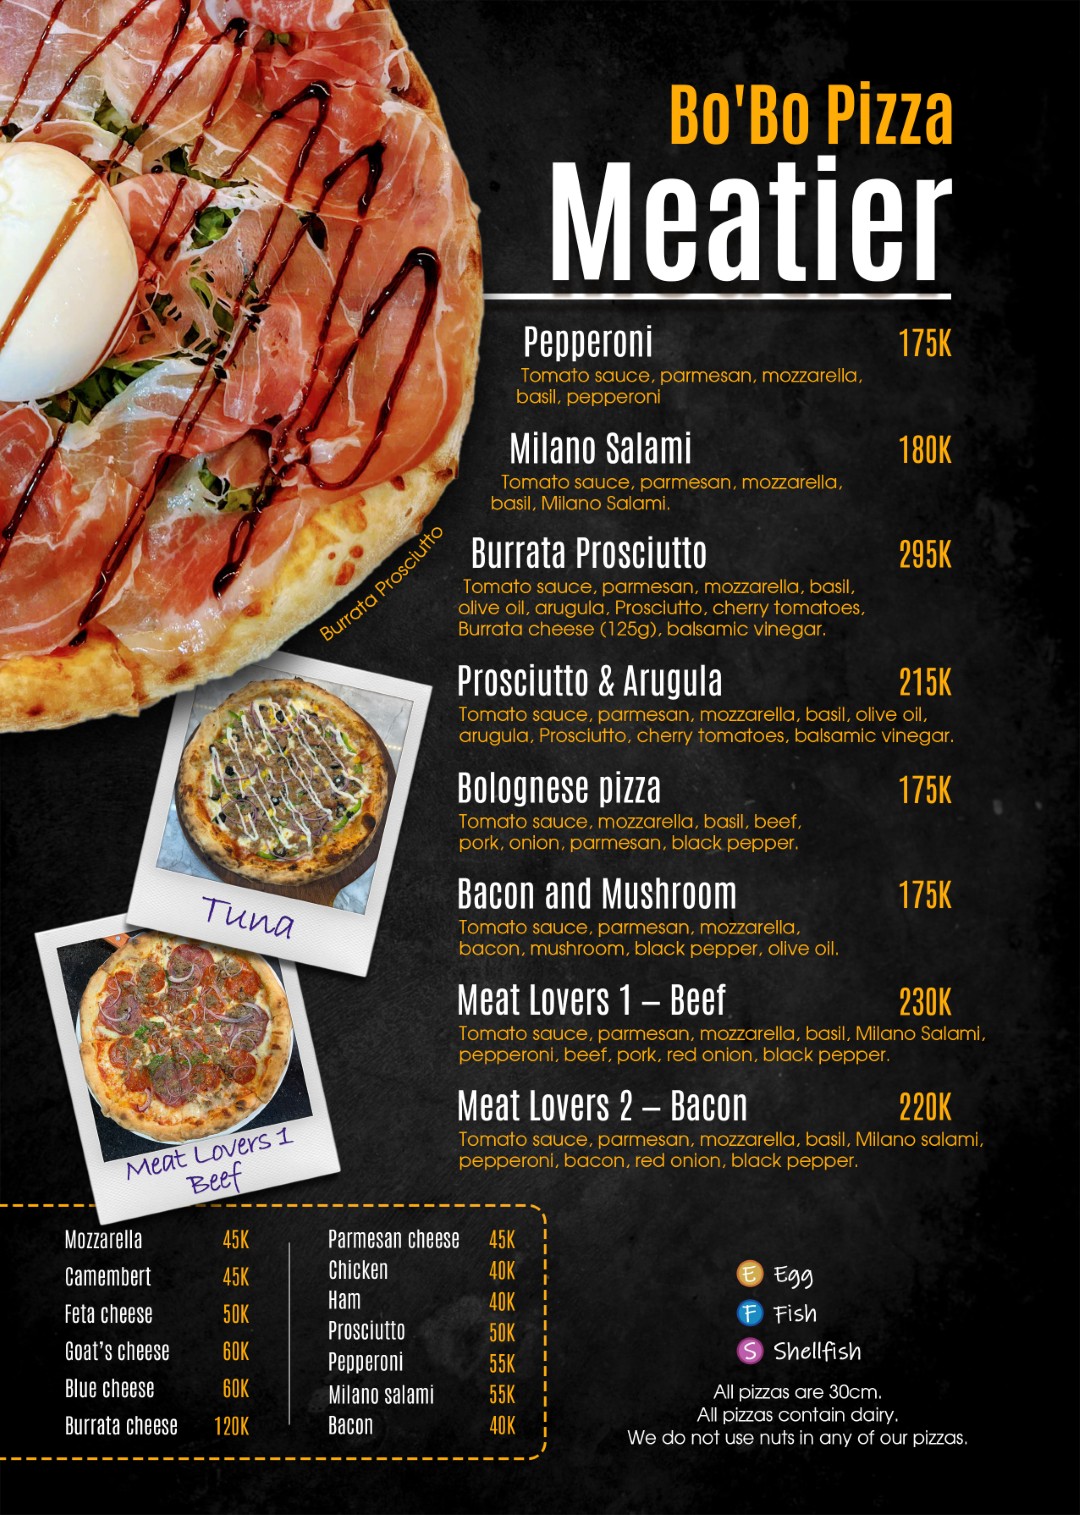 Bo'Bo Pizza
Meatier
Pepperoni 175K
Tomato sauce, parmesan, mozzarella,
basil, pepperoni
Milano Salami 180K
Tomato sauce, parmesan, mozzarella,
basil, Milano Salami.
Burrata Prosciutto 295K
Tomato sauce, parmesan, mozzarella, basil,
olive oil, arugula, Prosciutto, cherry tomatoes,
Burrata cheese (125g), balsamic vinegar.
Burrata Prosciutto
Prosciutto & Arugula 215K
Tomato sauce, parmesan, mozzarella, basil, olive oil,
arugula, Prosciutto, cherry tomatoes, balsamic vinegar.
Bolognese pizza 175K
Tomato sauce, mozzarella, basil, beef,
pork, onion, parmesan, black pepper.
Bacon and Mushroom 175K
Tomato sauce, parmesan, mozzarella,
bacon, mushroom, black pepper, olive oil.
Meat Lovers 1 – Beef 230K
Tomato sauce, parmesan, mozzarella, basil, Milano Salami,
pepperoni, beef, pork, red onion, black pepper.
Meat Lovers 2 – Bacon 220K
Tomato sauce, parmesan, mozzarella, basil, Milano salami,
pepperoni, bacon, red onion, black pepper.
Tuna
Meat Lovers 1
Beef
Mozzarella 45K
Camembert 45K
Feta cheese 50K
Goat's cheese 60K
Blue cheese 60K
Burrata cheese 120K
Parmesan cheese 45K
Chicken 40K
Ham 40K
Prosciutto 50K
Pepperoni 55K
Milano salami 55K
Bacon 40K
E Egg
F Fish
S Shellfish
All pizzas are 30cm.
All pizzas contain dairy.
We do not use nuts in any of our pizzas.